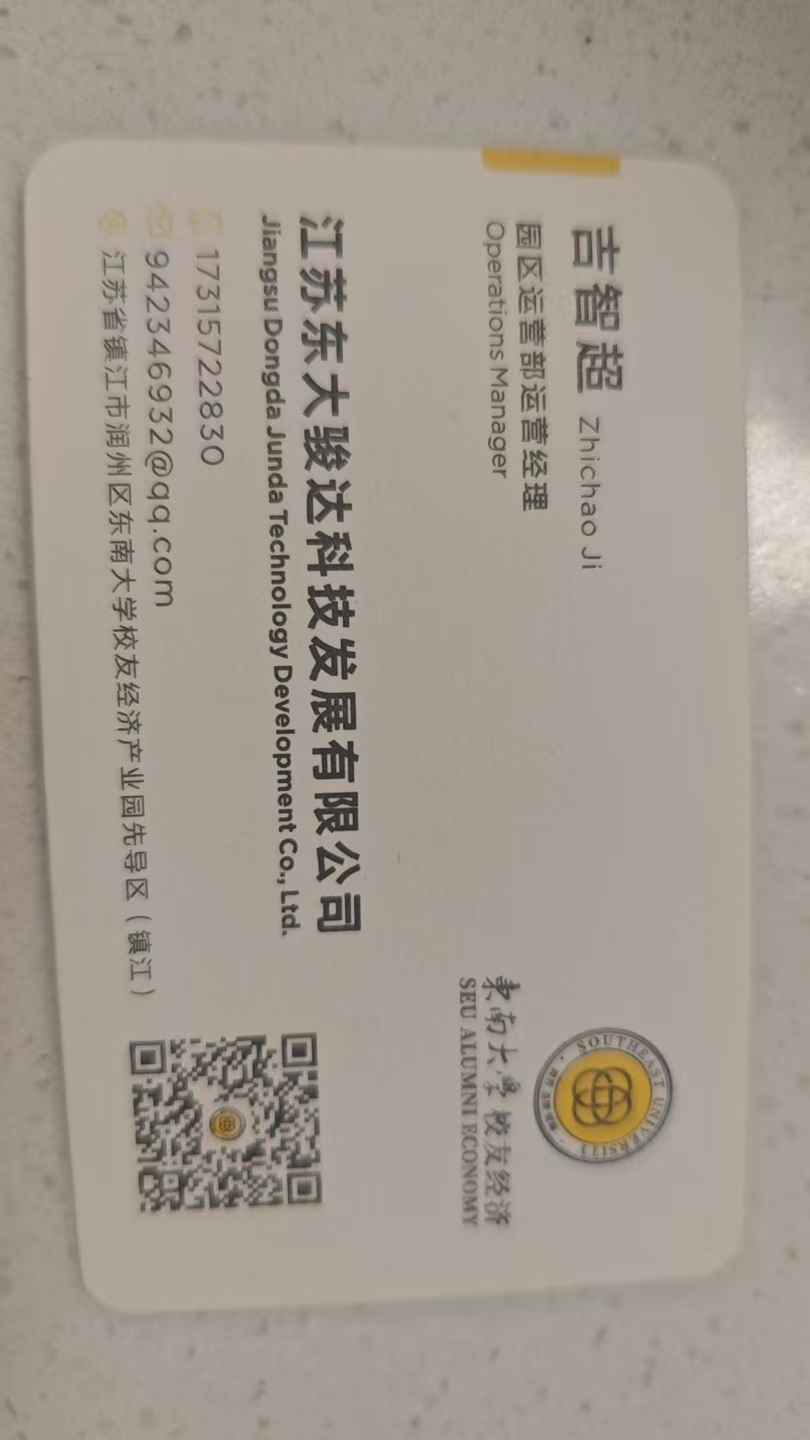 吉智超 Zhichao Ji
园区运营部运营经理
Operations Manager
SOUTHEAST UNIVERSITY
東南大學校友经济
SEU ALUMNI ECONOMY
江苏东大骏达科技发展有限公司
Jiangsu Dongda Junda Technology Development Co., Ltd.
17315722830
942346932@qq.com
江苏省镇江市润州区东南大学校友经济产业园先导区（镇江）